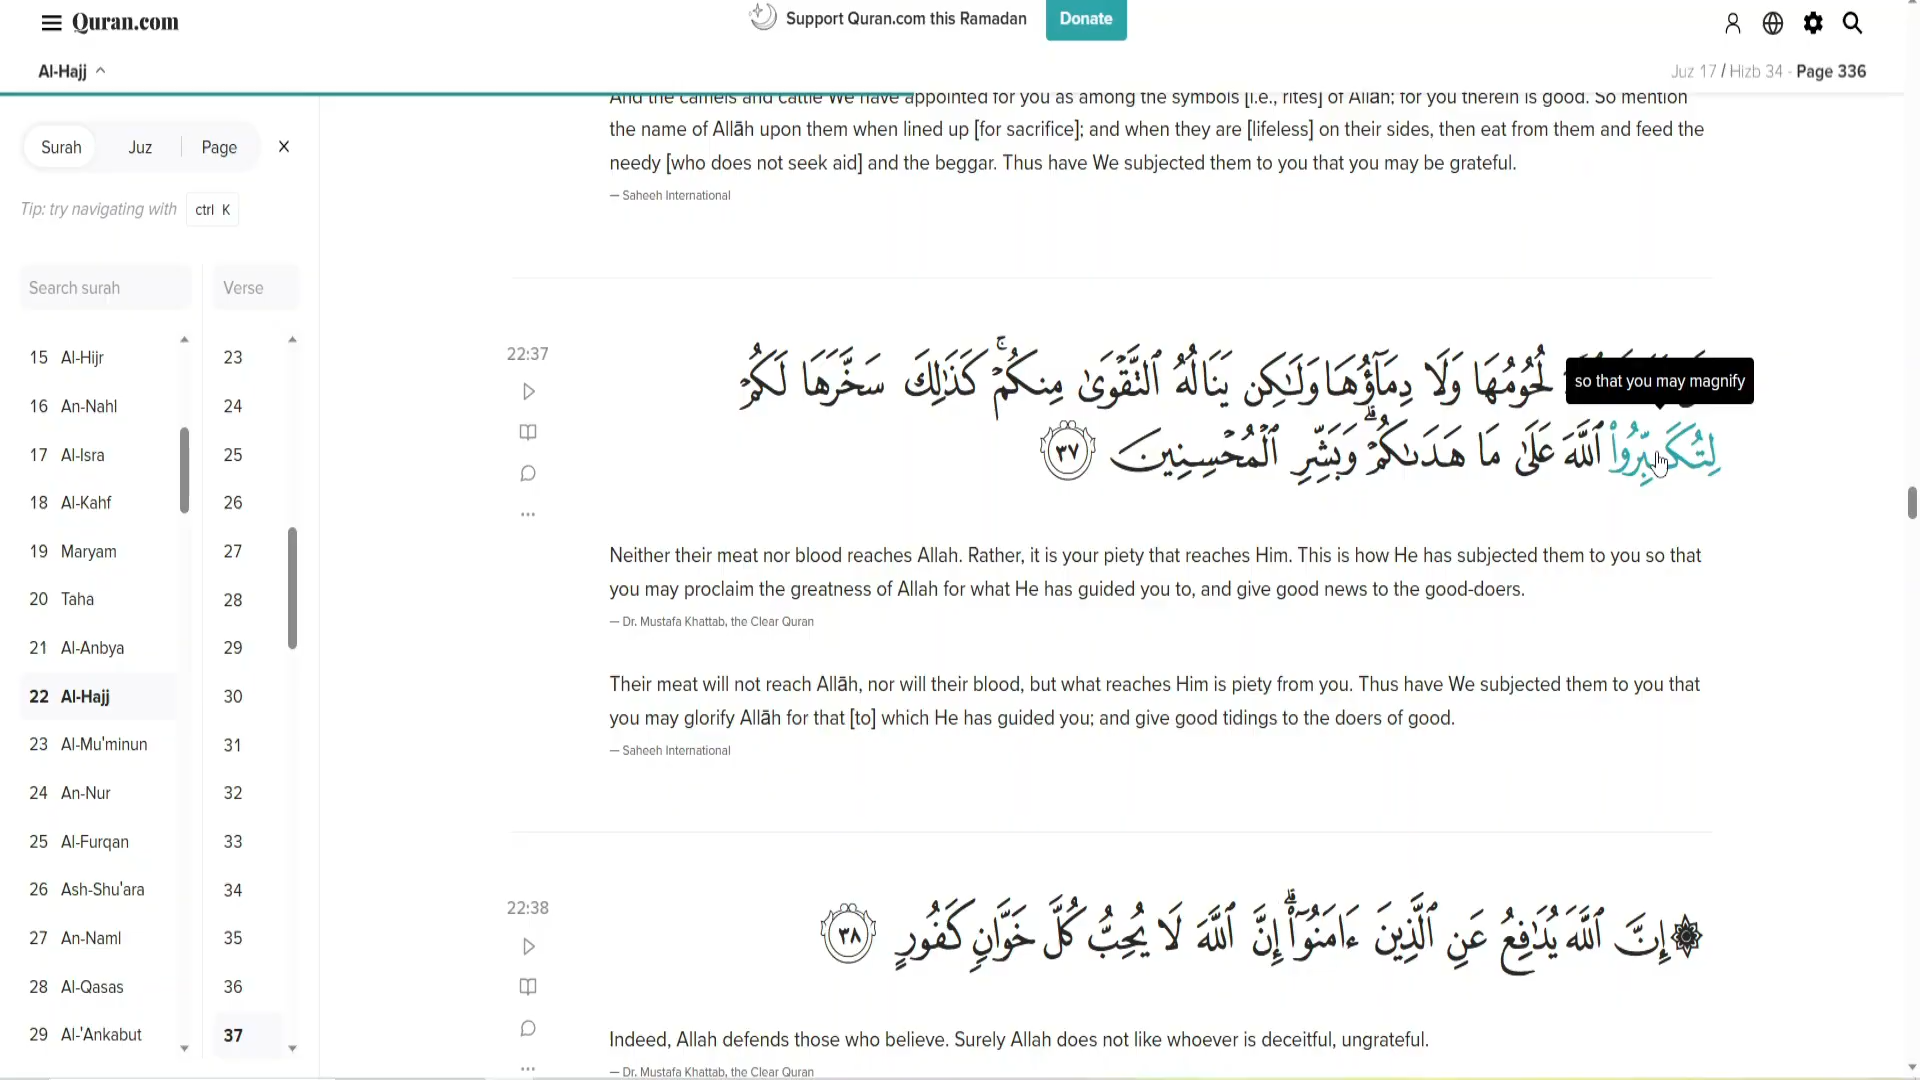 Quran.com
Support Quran.com this Ramadan
Donate
Al-Hajj
Juz 17 / Hizb 34 - Page 336
Surah
Juz
Page
Tip: try navigating with ctrl K
Search surah
Verse
15 Al-Hijr
16 An-Nahl
17 Al-Isra
18 Al-Kahf
19 Maryam
20 Taha
21 Al-Anbya
22 Al-Hajj
23 Al-Mu'minun
24 An-Nur
25 Al-Furqan
26 Ash-Shu'ara
27 An-Naml
28 Al-Qasas
29 Al-'Ankabut
23
24
25
26
27
28
29
30
31
32
33
34
35
36
37
And the camels and cattle We have appointed for you as among the symbols [i.e., rites] of Allāh; for you therein is good. So mention
the name of Allāh upon them when lined up [for sacrifice]; and when they are [lifeless] on their sides, then eat from them and feed the
needy [who does not seek aid] and the beggar. Thus have We subjected them to you that you may be grateful.
— Saheeh International
22:37
لُحُومُهَا وَلَا دِمَآؤُهَا وَلَـٰكِن يَنَالُهُ ٱلتَّقْوَىٰ مِنكُمْ ۚ كَذَٰلِكَ سَخَّرَهَا لَكُمْ
so that you may magnify
لِتُكَبِّرُوا۟ ٱللَّهَ عَلَىٰ مَا هَدَىٰكُمْ ۗ وَبَشِّرِ ٱلْمُحْسِنِينَ ٣٧
Neither their meat nor blood reaches Allah. Rather, it is your piety that reaches Him. This is how He has subjected them to you so that
you may proclaim the greatness of Allah for what He has guided you to, and give good news to the good-doers.
— Dr. Mustafa Khattab, the Clear Quran
Their meat will not reach Allāh, nor will their blood, but what reaches Him is piety from you. Thus have We subjected them to you that
you may glorify Allāh for that [to] which He has guided you; and give good tidings to the doers of good.
— Saheeh International
22:38
۞ إِنَّ ٱللَّهَ يُدَٰفِعُ عَنِ ٱلَّذِينَ ءَامَنُوٓا۟ ۗ إِنَّ ٱللَّهَ لَا يُحِبُّ كُلَّ خَوَّانٍ كَفُورٍ ٣٨
Indeed, Allah defends those who believe. Surely Allah does not like whoever is deceitful, ungrateful.
— Dr. Mustafa Khattab, the Clear Quran